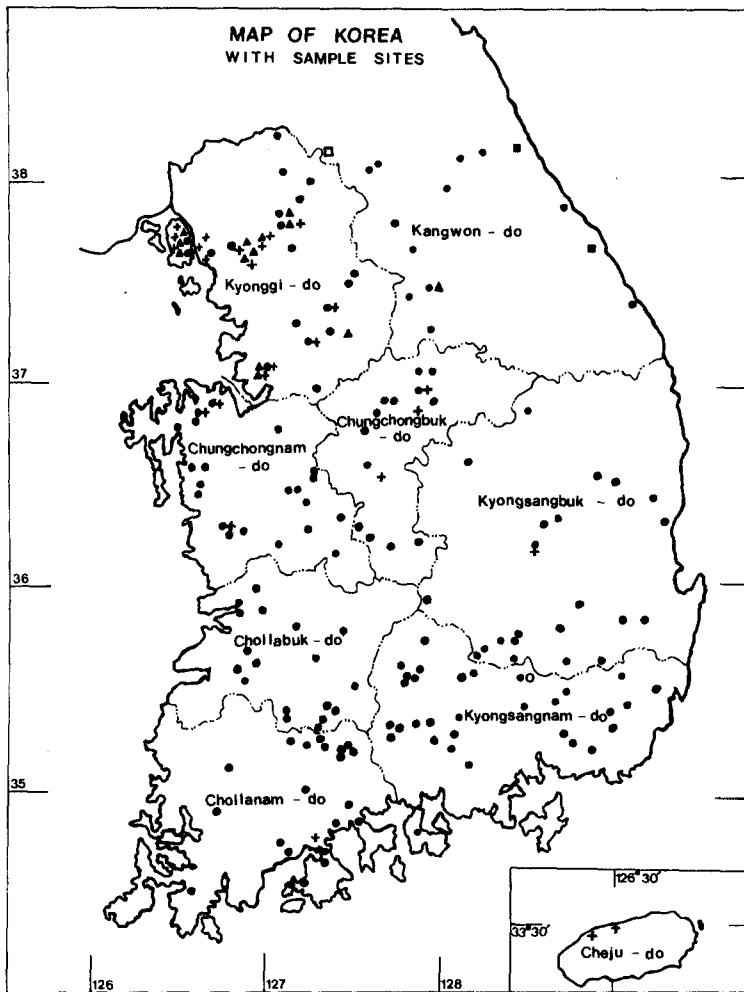 MAP OF KOREA
WITH SAMPLE SITES
38
Kangwon - do
Kyonggi - do
37
Chungchongbuk
- do
Chungchongnam
- do
Kyongsangbuk - do
36
Chollabuk - do
Kyongsangnam - do
35
Chollanam - do
126°30'
33°30'
Cheju - do
126
127
128